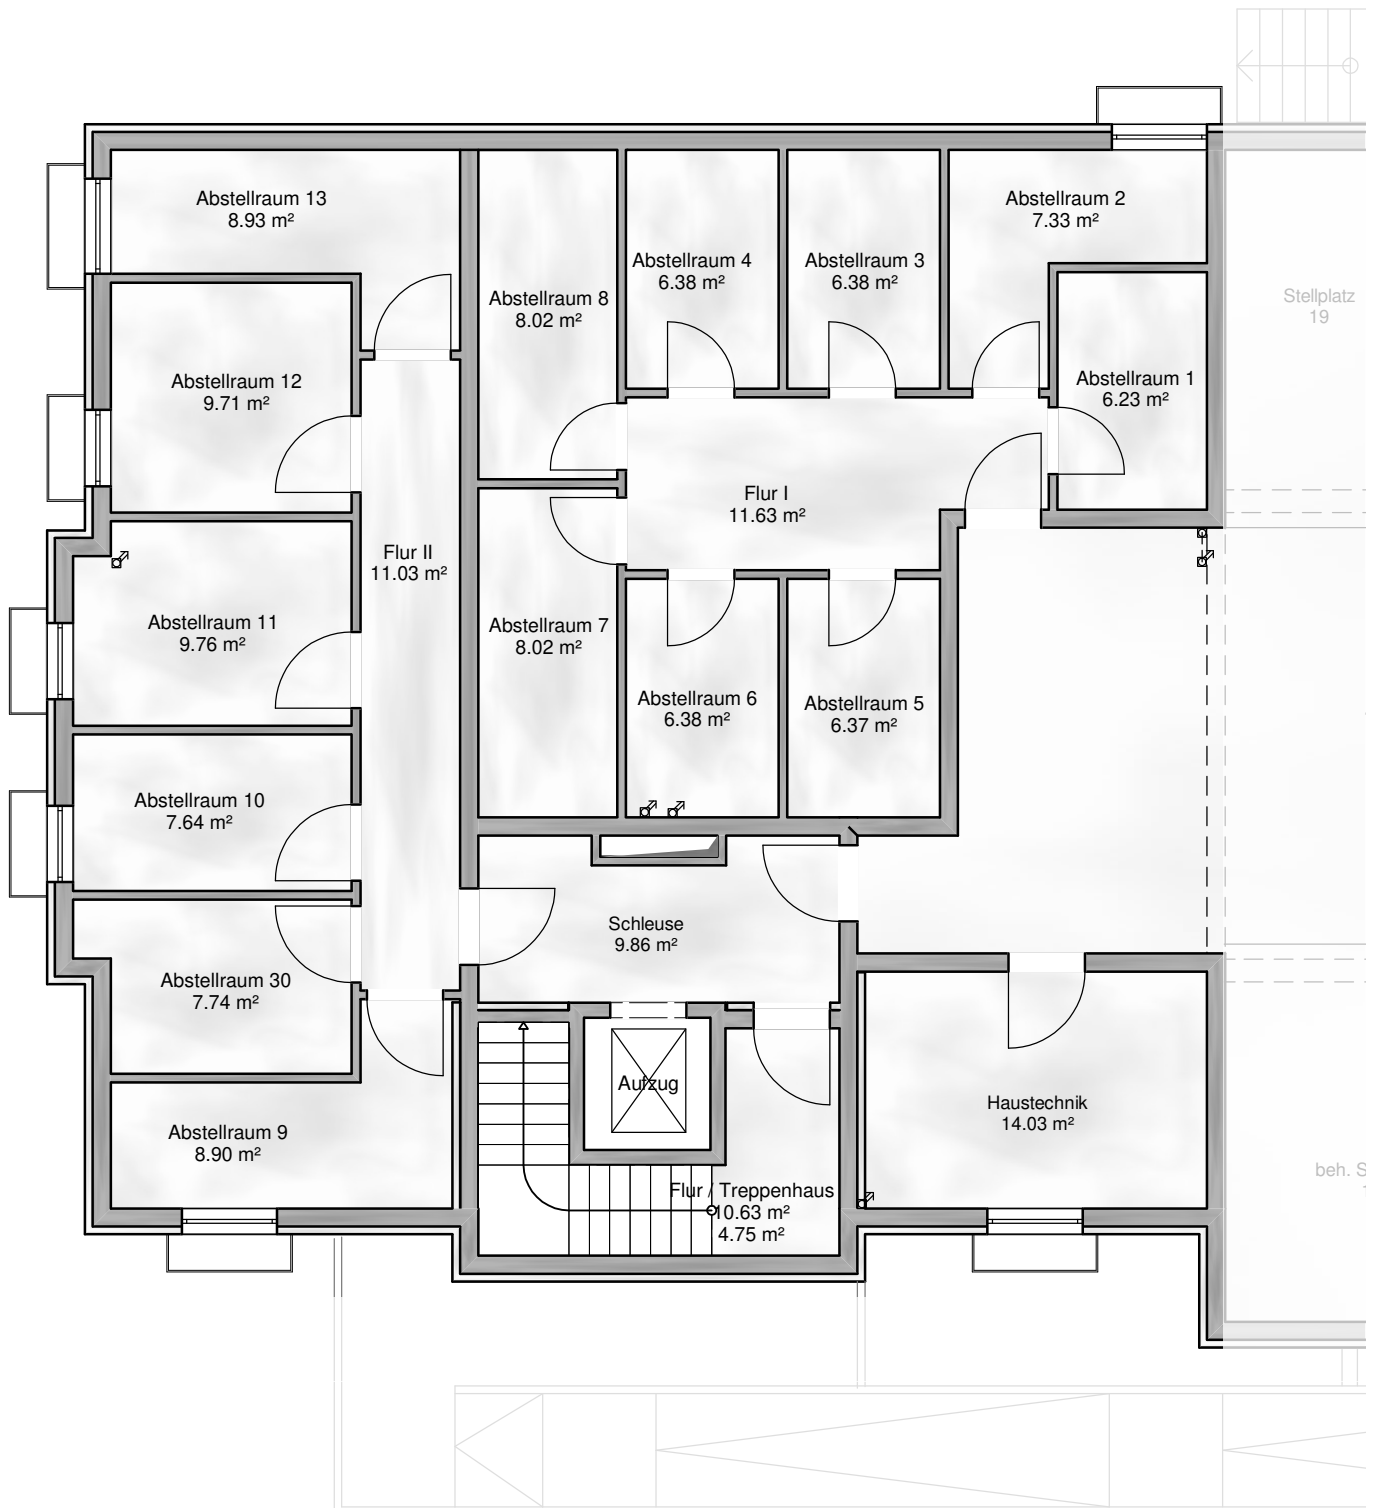 Abstellraum 13
8.93 m²
Abstellraum 2
7.33 m²
Abstellraum 4
6.38 m²
Abstellraum 3
6.38 m²
Abstellraum 8
8.02 m²
Stellplatz
19
Abstellraum 12
9.71 m²
Abstellraum 1
6.23 m²
Flur I
11.63 m²
Flur II
11.03 m²
Abstellraum 11
9.76 m²
Abstellraum 7
8.02 m²
Abstellraum 6
6.38 m²
Abstellraum 5
6.37 m²
Abstellraum 10
7.64 m²
Schleuse
9.86 m²
Abstellraum 30
7.74 m²
Aufzug
Haustechnik
14.03 m²
Abstellraum 9
8.90 m²
beh. S
Flur / Treppenhaus
10.63 m²
4.75 m²